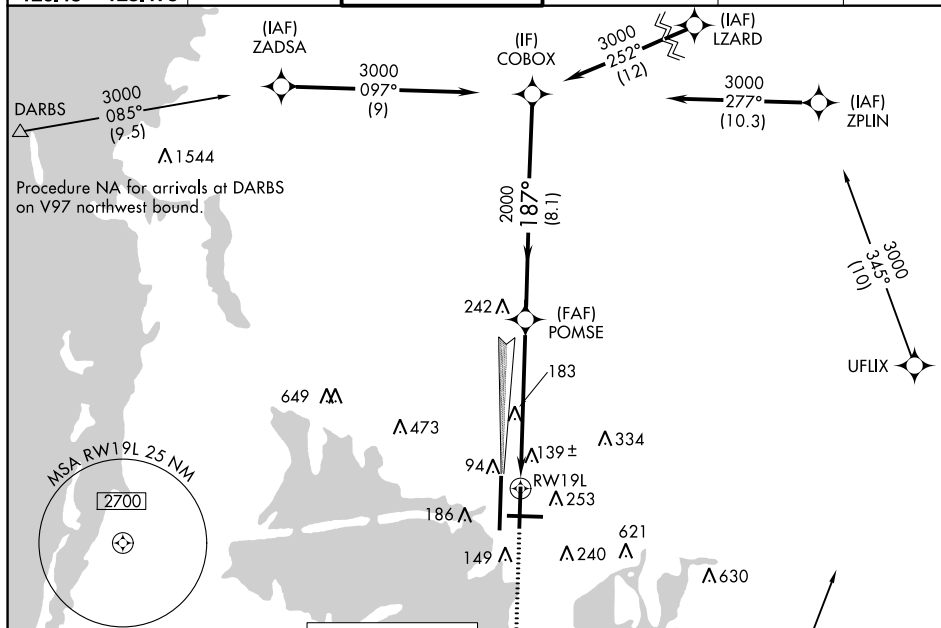 (IAF)
ZADSA
(IF)
COBOX
(IAF)
LZARD
3000
252°
(12)
3000
097°
(9)
3000
277°
(10.3)
(IAF)
ZPLIN
DARBS
3000
085°
(9.5)
1544
Procedure NA for arrivals at DARBS
on V97 northwest bound.
2000
187°
(8.1)
3000
345°
(10)
242
(FAF)
POMSE
UFLIX
183
649
473
334
139±
94
RW19L
253
MSA RW19L 25 NM
2700
186
149
240
621
630